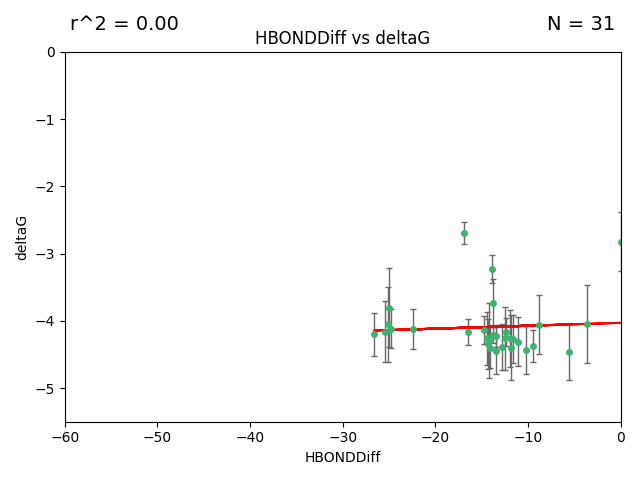 r^2 = 0.00
N = 31
HBONDDiff vs deltaG
deltaG
0
−1
−2
−3
−4
−5
−60
−50
−40
−30
−20
−10
0
HBONDDiff